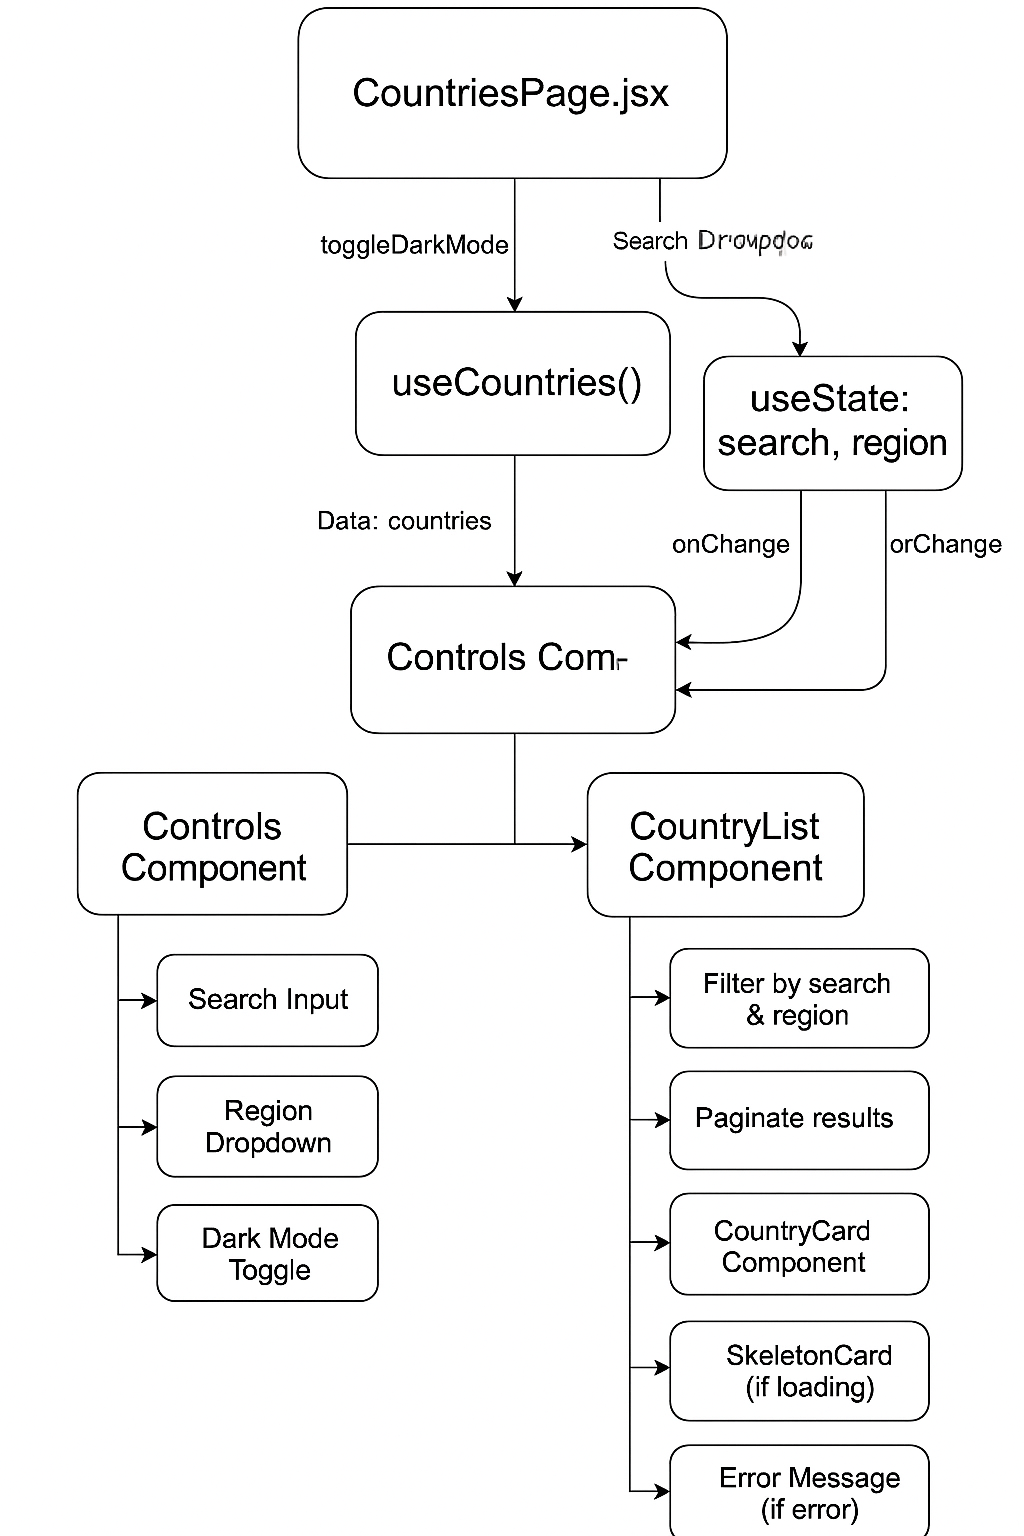 CountriesPage.jsx
toggleDarkMode
Search
useCountries()
useState:
search, region
Data: countries
onChange
orChange
Controls Com-
Controls
Component
CountryList
Component
Search Input
Region
Dropdown
Dark Mode
Toggle
Filter by search
& region
Paginate results
CountryCard
Component
SkeletonCard
(if loading)
Error Message
(if error)